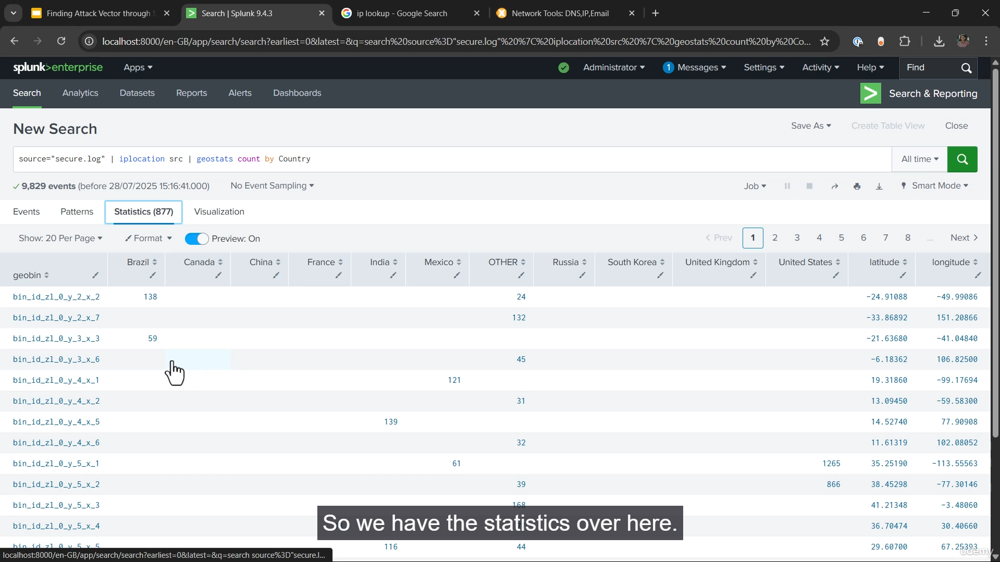 Finding Attack Vector through S
Search | Splunk 9.4.3
ip lookup - Google Search
Network Tools: DNS,IP,Email
localhost:8000/en-GB/app/search/search?earliest=0&latest=&q=search%20source%3D"secure.log"%20%7C%20iplocation%20src%20%7C%20geostats%20count%20by%20Co...
splunk>enterprise Apps Administrator 1 Messages Settings Activity Help Find
Search Analytics Datasets Reports Alerts Dashboards Search & Reporting
New Search Save As Create Table View Close
source="secure.log" | iplocation src | geostats count by Country All time
9,829 events (before 28/07/2025 15:16:41.000) No Event Sampling Job Smart Mode
Events Patterns Statistics (877) Visualization
Show: 20 Per Page Format Preview: On < Prev 1 2 3 4 5 6 7 8 ... Next >
geobin Brazil Canada China France India Mexico OTHER Russia South Korea United Kingdom United States latitude longitude
bin_id_zl_0_y_2_x_2 138 24 -24.91088 -49.99086
bin_id_zl_0_y_2_x_7 132 -33.86892 151.20866
bin_id_zl_0_y_3_x_3 59 -21.63680 -41.04840
bin_id_zl_0_y_3_x_6 45 -6.18362 106.82500
bin_id_zl_0_y_4_x_1 121 19.31860 -99.17694
bin_id_zl_0_y_4_x_2 31 13.09450 -59.58300
bin_id_zl_0_y_4_x_5 139 14.52740 77.90908
bin_id_zl_0_y_4_x_6 32 11.61319 102.08052
bin_id_zl_0_y_5_x_1 61 1265 35.25190 -113.55563
bin_id_zl_0_y_5_x_2 39 866 38.45298 -77.30146
bin_id_zl_0_y_5_x_3 168 41.21348 -3.48060
bin_id_zl_0_y_5_x_4 36.70474 30.40660
So we have the statistics over here.
bin_id_zl_0_y_5_x_5 116 44 29.60700 67.25393
localhost:8000/en-GB/app/search/search?earliest=0&latest=&q=search source%3D"secure.l...
udemy